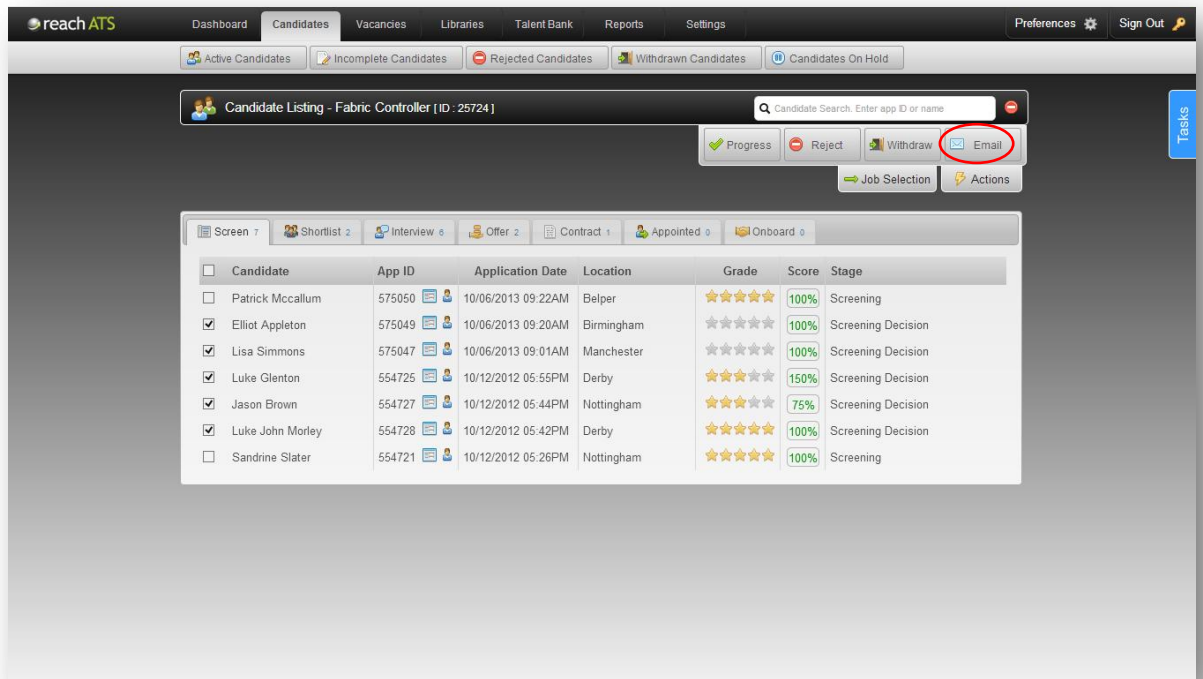 reach ATS Dashboard Candidates Vacancies Libraries Talent Bank Reports Settings Preferences Sign Out
Active Candidates Incomplete Candidates Rejected Candidates Withdrawn Candidates Candidates On Hold
Candidate Listing - Fabric Controller [ ID : 25724 ] Candidate Search. Enter app ID or name
Tasks
Progress Reject Withdraw Email
Job Selection Actions
Screen 7 Shortlist 2 Interview 6 Offer 2 Contract 1 Appointed 0 Onboard 0
Candidate App ID Application Date Location Grade Score Stage
Patrick Mccallum 575050 10/06/2013 09:22AM Belper 100% Screening
Elliot Appleton 575049 10/06/2013 09:20AM Birmingham 100% Screening Decision
Lisa Simmons 575047 10/06/2013 09:01AM Manchester 100% Screening Decision
Luke Glenton 554725 10/12/2012 05:55PM Derby 150% Screening Decision
Jason Brown 554727 10/12/2012 05:44PM Nottingham 75% Screening Decision
Luke John Morley 554728 10/12/2012 05:42PM Derby 100% Screening Decision
Sandrine Slater 554721 10/12/2012 05:26PM Nottingham 100% Screening